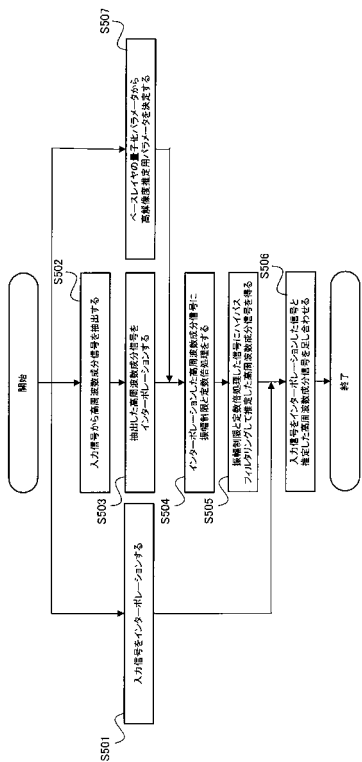 開始
S501
入力信号をインターポレーションする
S502
入力信号から高周波数成分信号を抽出する
S503
抽出した高周波数成分信号を
インターポレーションする
S507
ベースレイヤの量子化パラメータから
高解像度推定用パラメータを決定する
S504
インターポレーションした高周波数成分信号に
振幅制限と定数倍処理をする
S505
振幅制限と定数倍処理した信号にハイパス
フィルタリングして推定した高周波数成分信号を得る
S506
入力信号をインターポレーションした信号と
推定した高周波数成分信号を足し合わせる
終了